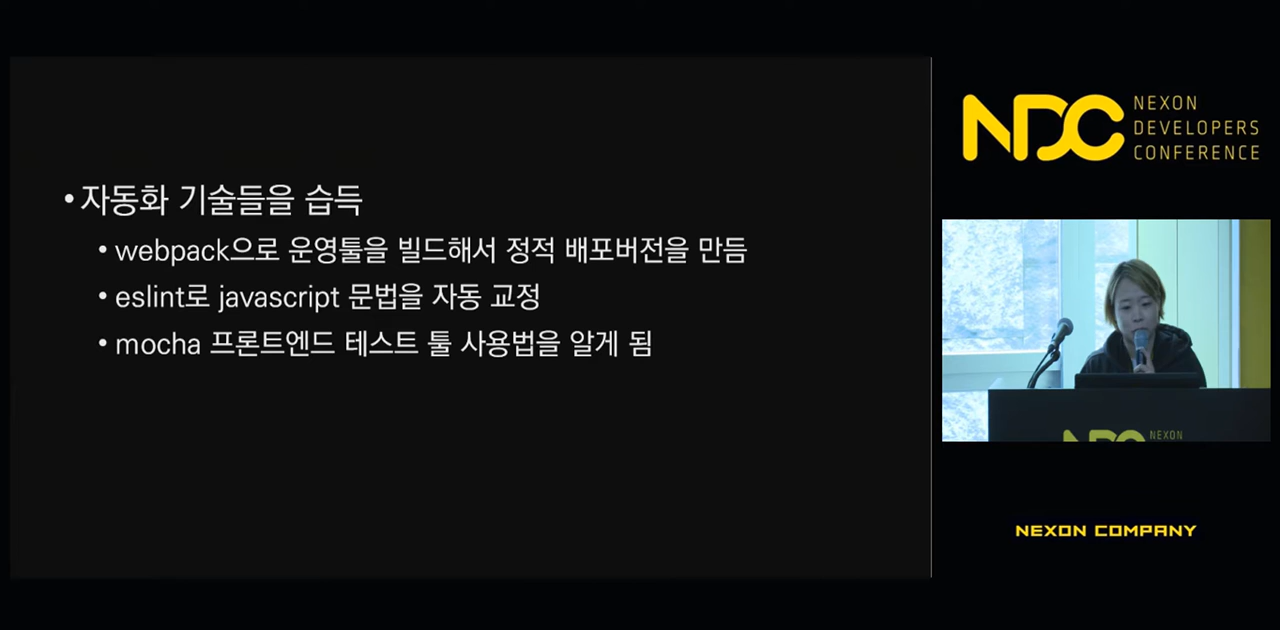 • 자동화 기술들을 습득
• webpack으로 운영툴을 빌드해서 정적 배포버전을 만듬
• eslint로 javascript 문법을 자동 교정
• mocha 프론트엔드 테스트 툴 사용법을 알게 됨
NDC
NEXON
DEVELOPERS
CONFERENCE
NDC
NEXON
NEXON COMPANY